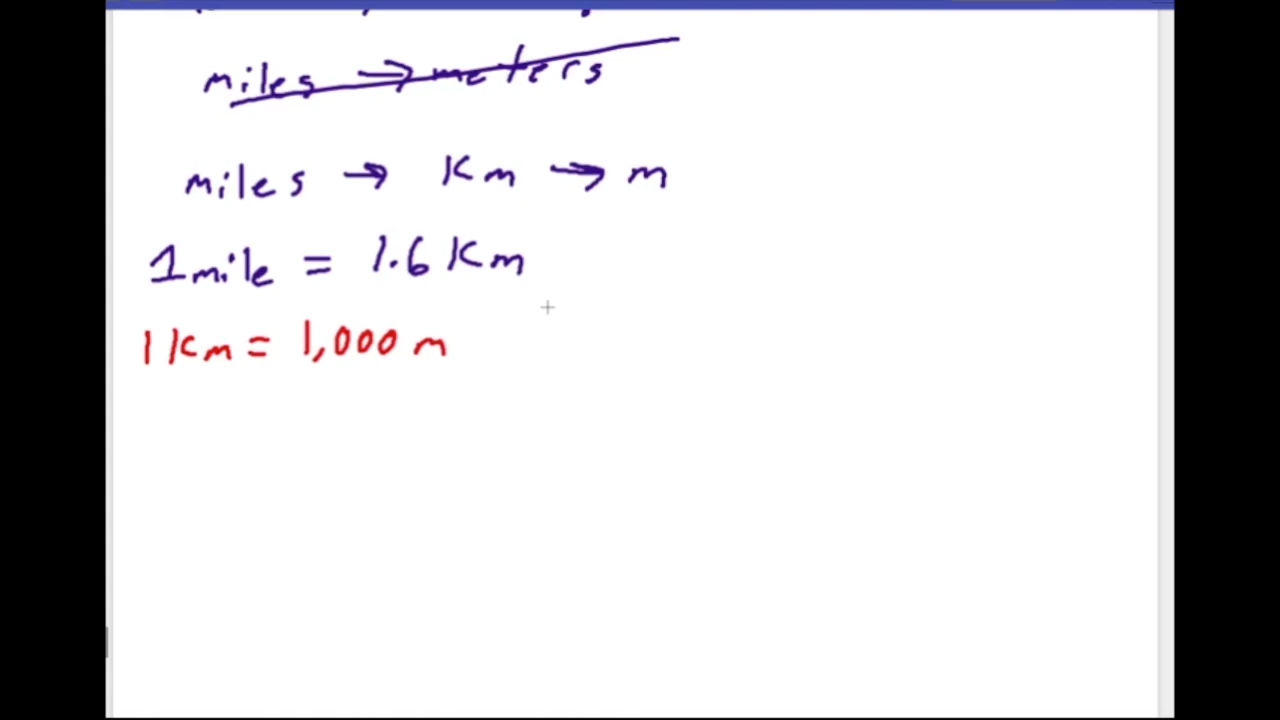 miles → meters
miles → Km → m
1 mile = 1.6 Km
1 Km = 1,000 m